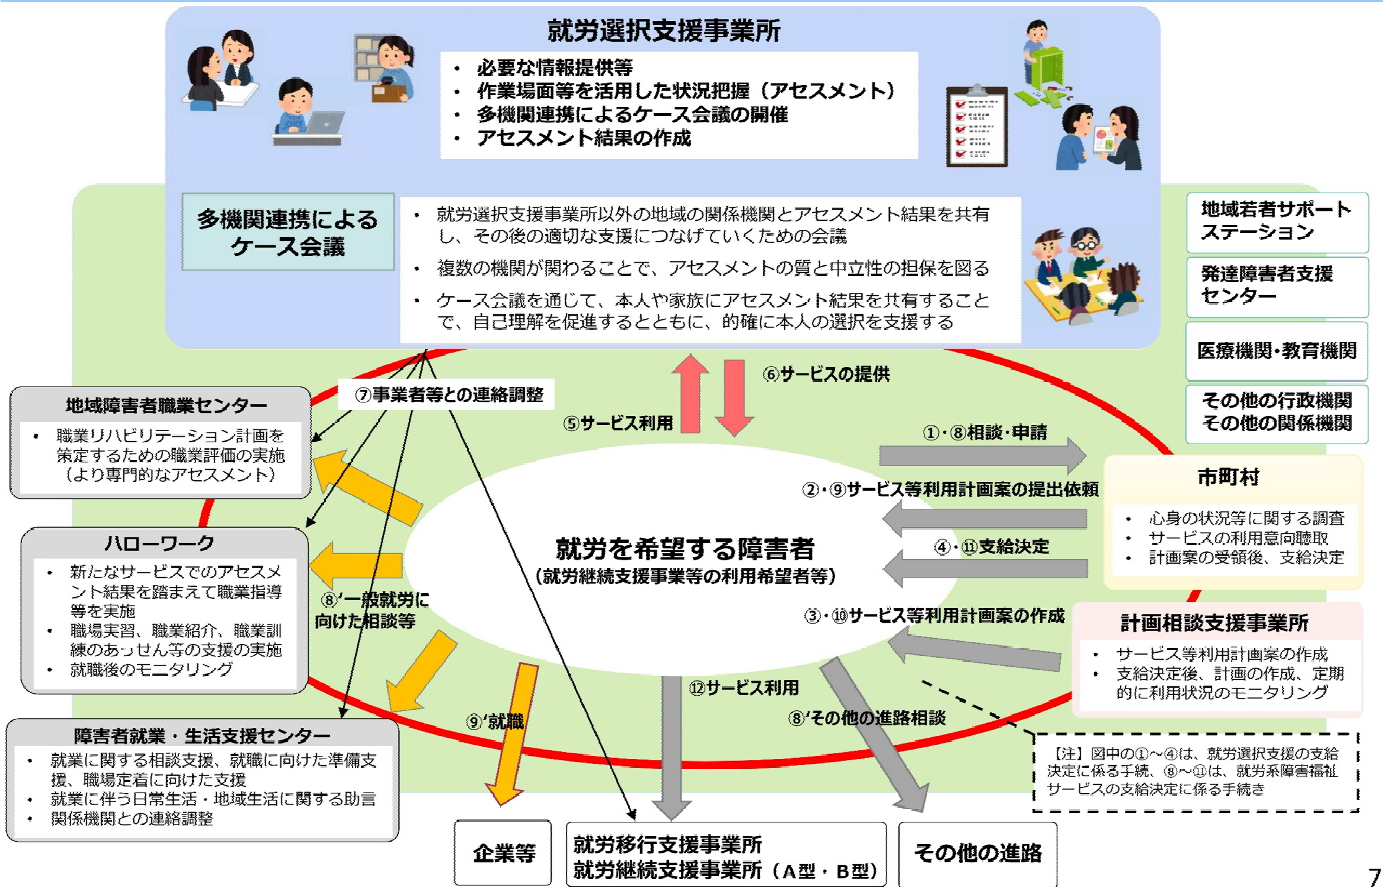 就労選択支援事業所
・ 必要な情報提供等
・ 作業場面等を活用した状況把握（アセスメント）
・ 多機関連携によるケース会議の開催
・ アセスメント結果の作成
多機関連携による
ケース会議
・ 就労選択支援事業所以外の地域の関係機関とアセスメント結果を共有
し、その後の適切な支援につなげていくための会議
・ 複数の機関が関わることで、アセスメントの質と中立性の担保を図る
・ ケース会議を通じて、本人や家族にアセスメント結果を共有すること
で、自己理解を促進するとともに、的確に本人の選択を支援する
地域若者サポート
ステーション
発達障害者支援
センター
医療機関・教育機関
その他の行政機関
その他の関係機関
⑦事業者等との連絡調整
⑤サービス利用
⑥サービスの提供
地域障害者職業センター
・ 職業リハビリテーション計画を
策定するための職業評価の実施
（より専門的なアセスメント）
①・⑧相談・申請
②・⑨サービス等利用計画案の提出依頼
④・⑪支給決定
③・⑩サービス等利用計画案の作成
市町村
・ 心身の状況等に関する調査
・ サービスの利用意向聴取
・ 計画案の受領後、支給決定
就労を希望する障害者
（就労継続支援事業等の利用希望者等）
ハローワーク
・ 新たなサービスでのアセスメ
ント結果を踏まえて職業指導
等を実施
・ 職場実習、職業紹介、職業訓
練のあっせん等の支援の実施
・ 就職後のモニタリング
⑧‘一般就労に
向けた相談等
計画相談支援事業所
・ サービス等利用計画案の作成
・ 支給決定後、計画の作成、定期
的に利用状況のモニタリング
⑫サービス利用
⑨‘就職
⑧‘その他の進路相談
障害者就業・生活支援センター
・ 就業に関する相談支援、就職に向けた準備支
援、職場定着に向けた支援
・ 就業に伴う日常生活・地域生活に関する助言
・ 関係機関との連絡調整
【注】図中の①～④は、就労選択支援の支給
決定に係る手続、⑧～⑪は、就労系障害福祉
サービスの支給決定に係る手続き
企業等
就労移行支援事業所
就労継続支援事業所（A型・B型）
その他の進路
7